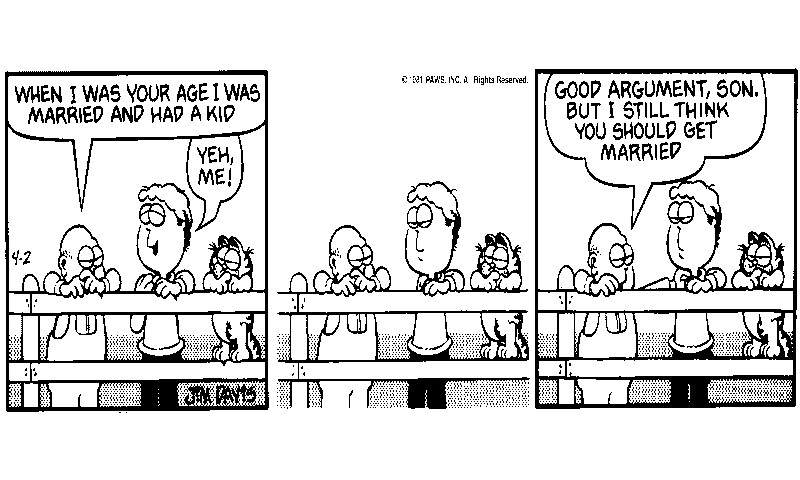 WHEN I WAS YOUR AGE I WAS
MARRIED AND HAD A KID
YEH,
ME!
4-2
JIM DAVIS
© 1981 PAWS, INC. A Rights Reserved.
GOOD ARGUMENT, SON.
BUT I STILL THINK
YOU SHOULD GET
MARRIED